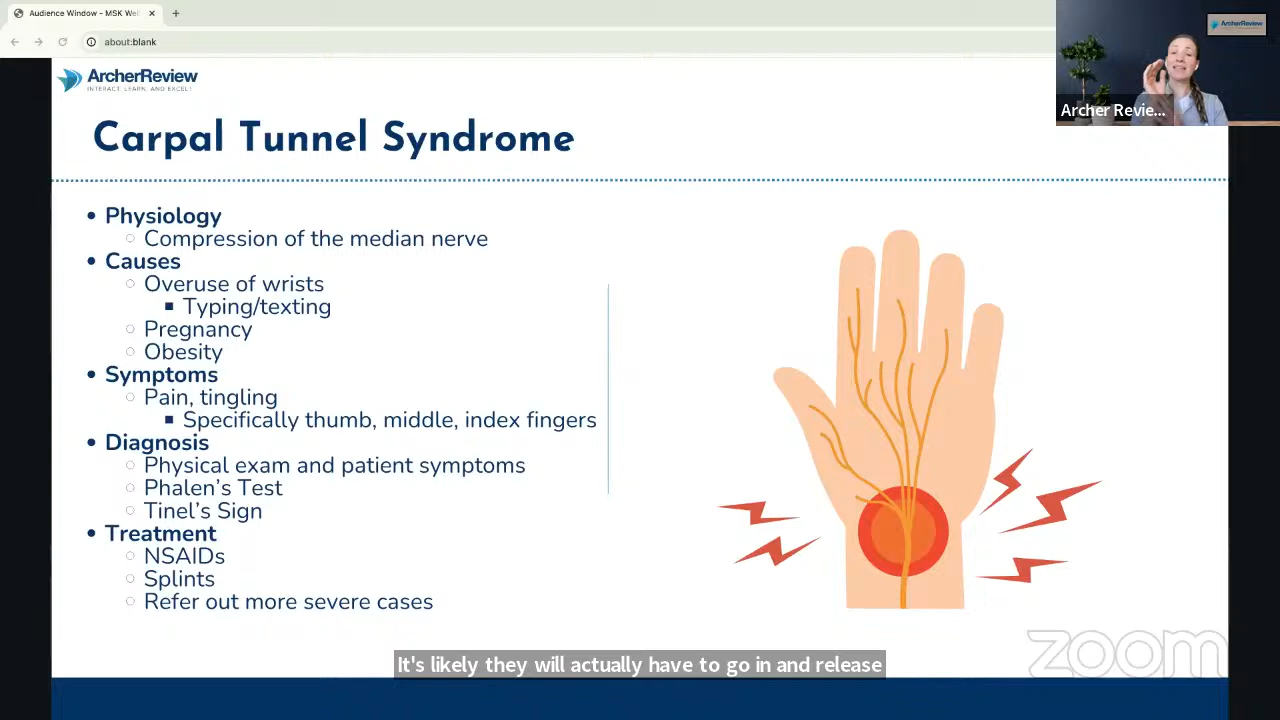 Audience Window - MSK Wel
about:blank
ArcherReview
Archer Revie...
ArcherReview
INTERACT, LEARN, AND EXCEL!
Carpal Tunnel Syndrome
• Physiology
○ Compression of the median nerve
• Causes
○ Overuse of wrists
▪ Typing/texting
○ Pregnancy
○ Obesity
• Symptoms
○ Pain, tingling
▪ Specifically thumb, middle, index fingers
• Diagnosis
○ Physical exam and patient symptoms
○ Phalen's Test
○ Tinel's Sign
• Treatment
○ NSAIDs
○ Splints
○ Refer out more severe cases
zoom
It's likely they will actually have to go in and release